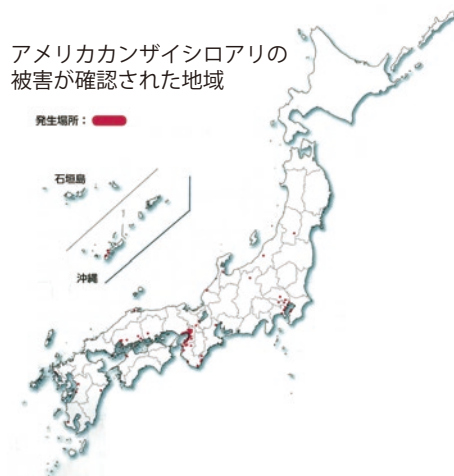 アメリカカンザイシロアリの
被害が確認された地域
発生場所：
石垣島
沖縄